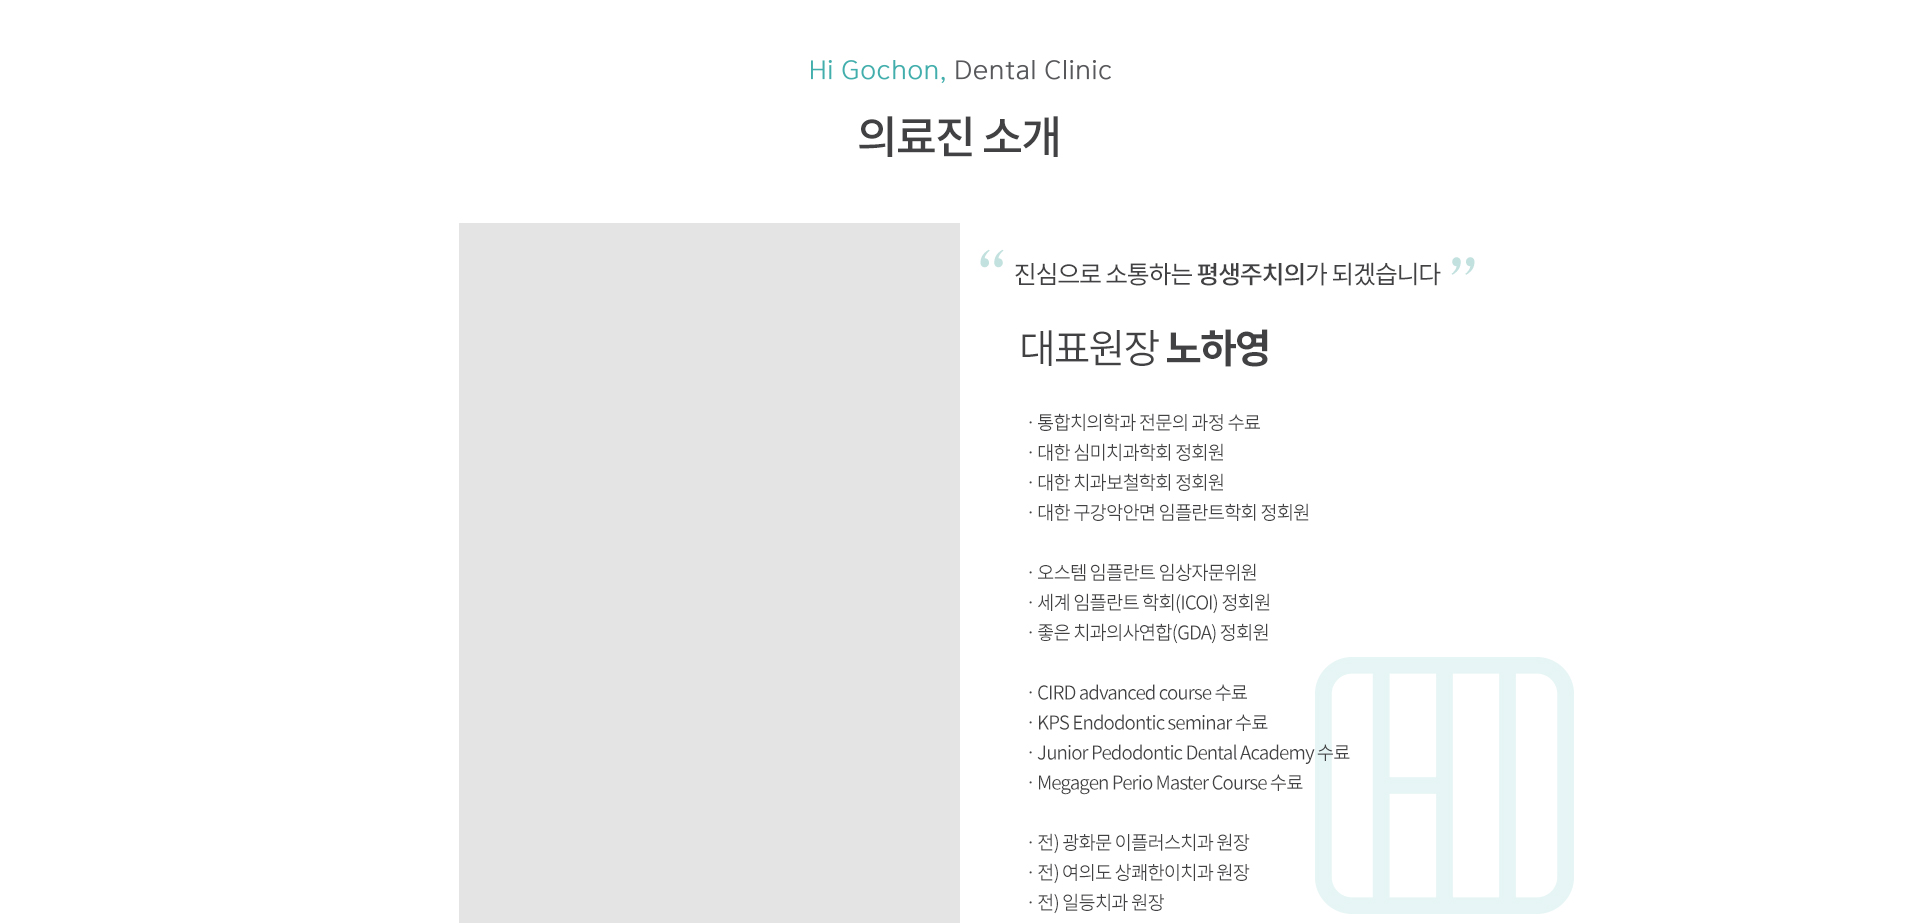 Hi Gochon, Dental Clinic
의료진 소개
“ 진심으로 소통하는 평생주치의가 되겠습니다 ”
대표원장 노하영
· 통합치의학과 전문의 과정 수료
· 대한 심미치과학회 정회원
· 대한 치과보철학회 정회원
· 대한 구강악안면 임플란트학회 정회원
· 오스템 임플란트 임상자문위원
· 세계 임플란트 학회(ICOI) 정회원
· 좋은 치과의사연합(GDA) 정회원
· CIRD advanced course 수료
· KPS Endodontic seminar 수료
· Junior Pedodontic Dental Academy 수료
· Megagen Perio Master Course 수료
· 전) 광화문 이플러스치과 원장
· 전) 여의도 상쾌한이치과 원장
· 전) 일등치과 원장